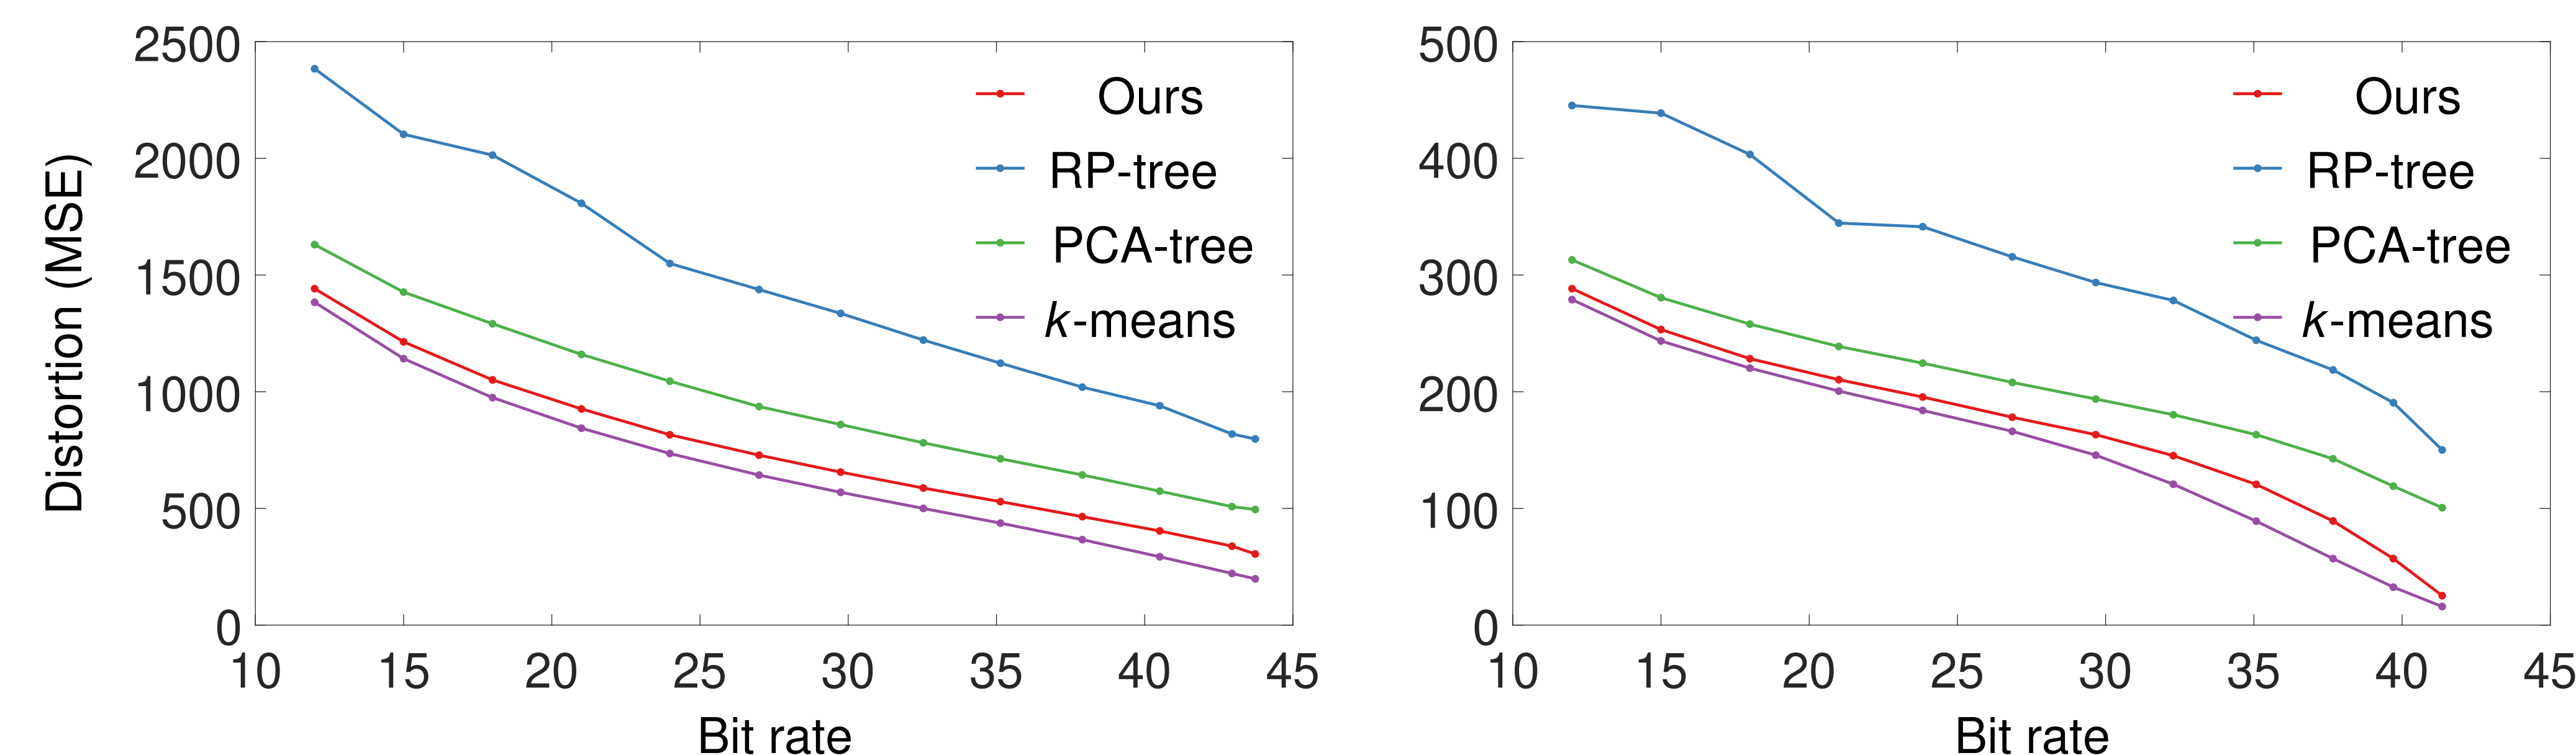 2500
2000
1500
1000
500
0
Distortion (MSE)
Ours
RP-tree
PCA-tree
k-means
10 15 20 25 30 35 40 45
Bit rate
500
400
300
200
100
0
Ours
RP-tree
PCA-tree
k-means
10 15 20 25 30 35 40 45
Bit rate